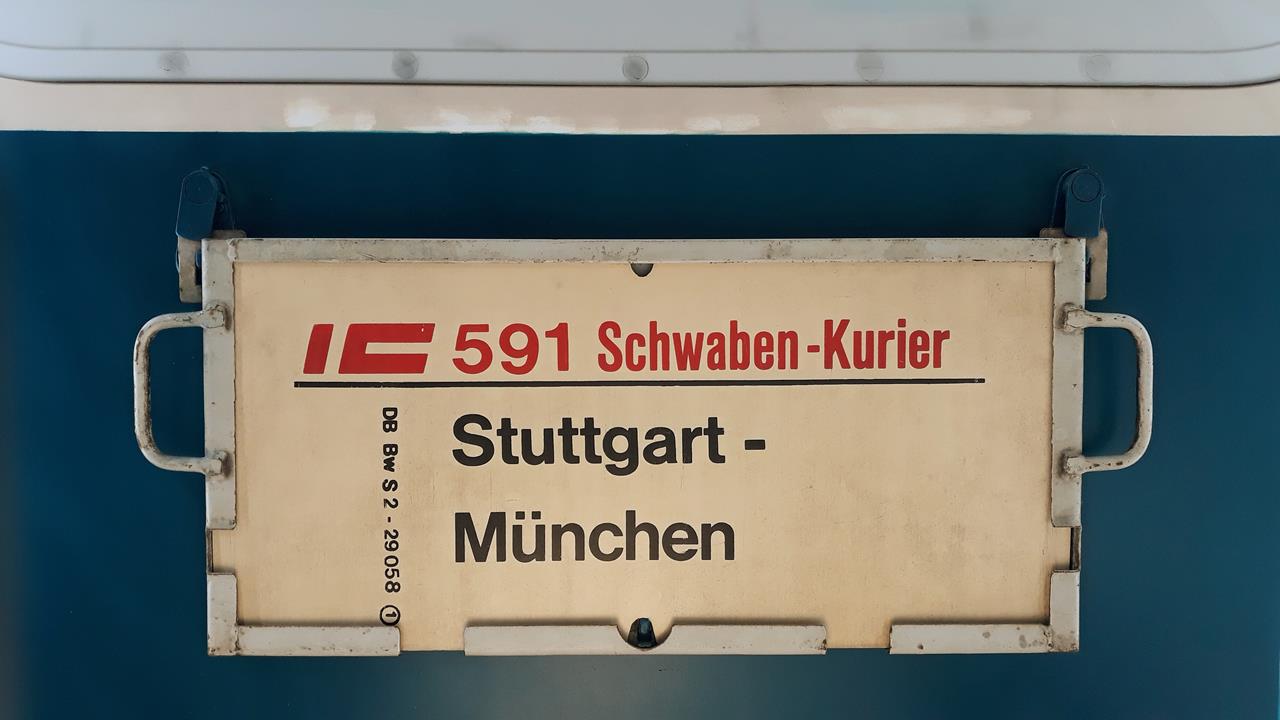 IC 591 Schwaben-Kurier
Stuttgart -
München
DB Bw S 2 - 29058 ①